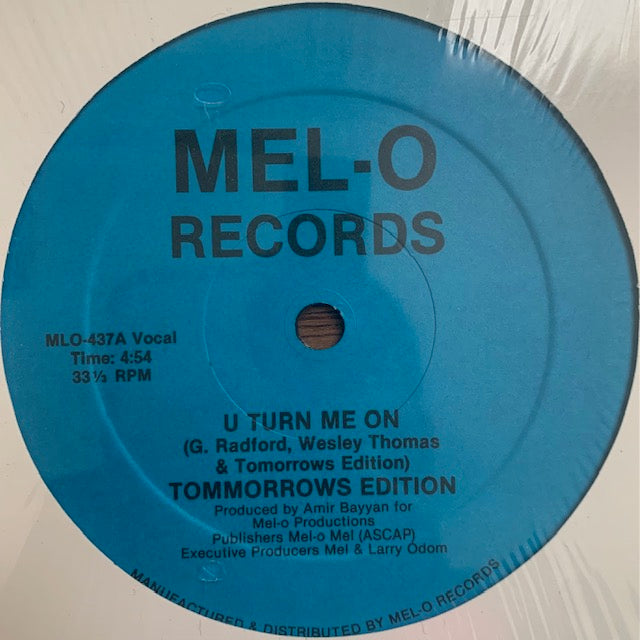 MEL-O
RECORDS
MLO-437A Vocal
Time: 4:54
33⅓ RPM
U TURN ME ON
(G. Radford, Wesley Thomas
& Tomorrows Edition)
TOMMORROWS EDITION
Produced by Amir Bayyan for
Mel-o Productions
Publishers Mel-o Mel (ASCAP)
Executive Producers Mel & Larry Odom
MANUFACTURED & DISTRIBUTED BY MEL-O RECORDS